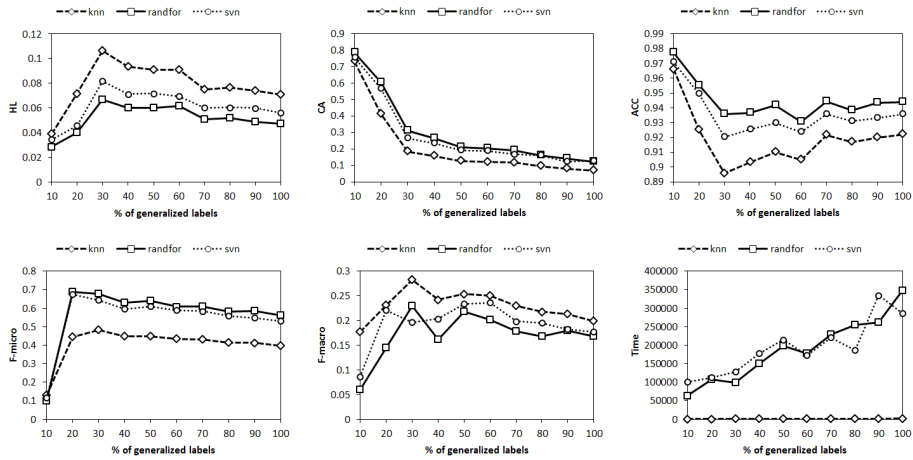 knn randfor svn
HL
0.12
0.1
0.08
0.06
0.04
0.02
0
10 20 30 40 50 60 70 80 90 100
% of generalized labels
knn randfor svn
CA
0.9
0.8
0.7
0.6
0.5
0.4
0.3
0.2
0.1
0
10 20 30 40 50 60 70 80 90 100
% of generalized labels
knn randfor svn
ACC
0.99
0.98
0.97
0.96
0.95
0.94
0.93
0.92
0.91
0.9
0.89
10 20 30 40 50 60 70 80 90 100
% of generalized labels
knn randfor svn
F-micro
0.8
0.7
0.6
0.5
0.4
0.3
0.2
0.1
0
10 20 30 40 50 60 70 80 90 100
% of generalized labels
knn randfor svn
F-macro
0.3
0.25
0.2
0.15
0.1
0.05
0
10 20 30 40 50 60 70 80 90 100
% of generalized labels
knn randfor svn
Time
400000
350000
300000
250000
200000
150000
100000
50000
0
10 20 30 40 50 60 70 80 90 100
% of generalized labels